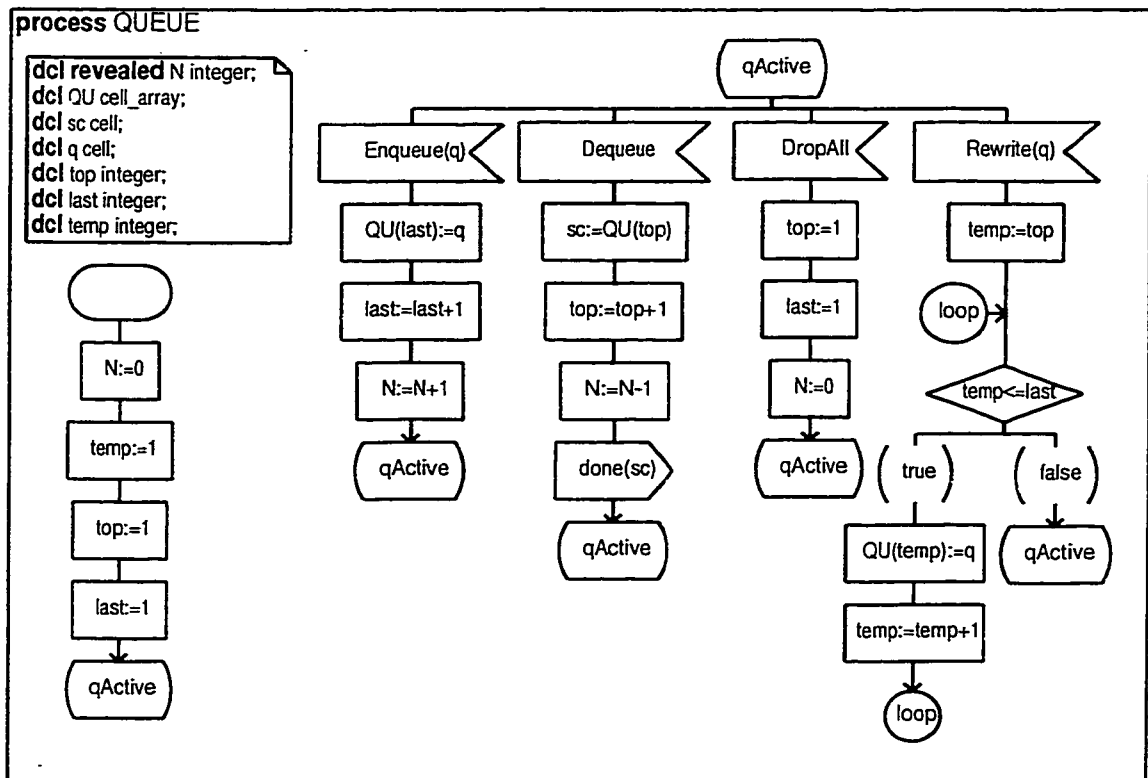 process QUEUE
dcl revealed N integer;
dcl QU cell_array;
dcl sc cell;
dcl q cell;
dcl top integer;
dcl last integer;
dcl temp integer;
N:=0
temp:=1
top:=1
last:=1
qActive
qActive
Enqueue(q)
QU(last):=q
last:=last+1
N:=N+1
qActive
Dequeue
sc:=QU(top)
top:=top+1
N:=N-1
done(sc)
qActive
DropAll
top:=1
last:=1
N:=0
qActive
Rewrite(q)
temp:=top
loop
temp<=last
true
QU(temp):=q
temp:=temp+1
loop
false
qActive